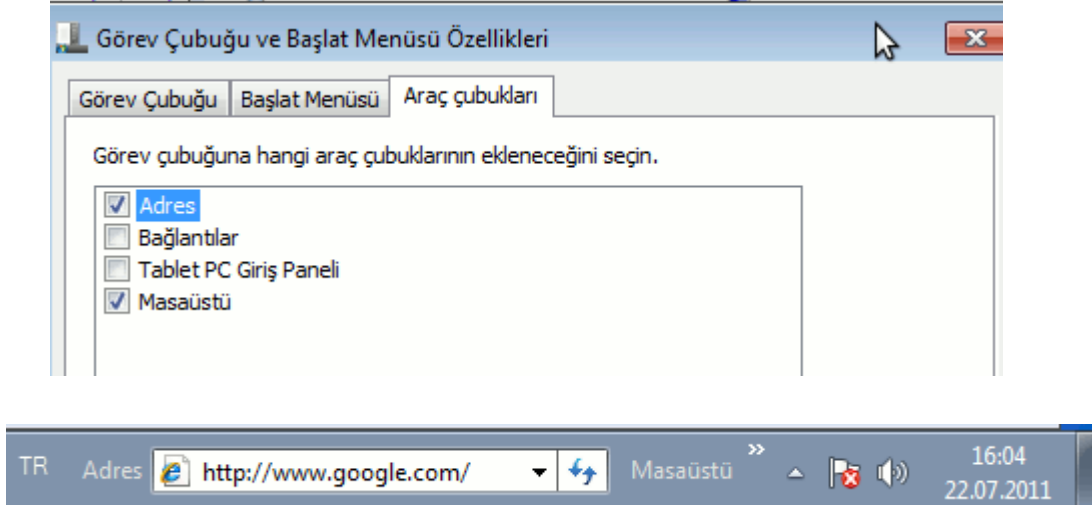 Görev Çubuğu ve Başlat Menüsü Özellikleri
Görev Çubuğu Başlat Menüsü Araç çubukları
Görev çubuğuna hangi araç çubuklarının ekleneceğini seçin.
Adres
Bağlantılar
Tablet PC Giriş Paneli
Masaüstü
TR Adres http://www.google.com/ Masaüstü » 16:04
22.07.2011